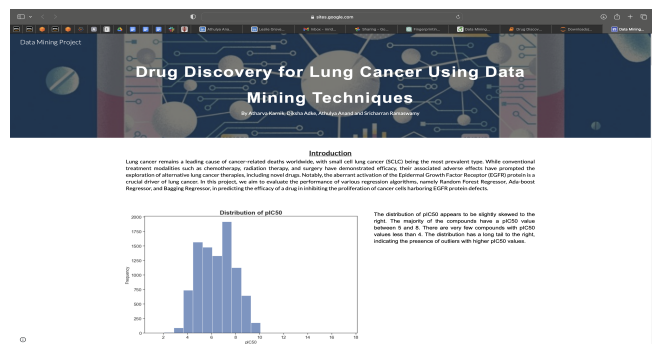 sites.google.com
Athulya Ana...
Data Mining...
Drug Discov...
Data Mining...
Data Mining Project
Drug Discovery for Lung Cancer Using Data
Mining Techniques
By Atharva Karnik, Diksha Adke, Athulya Anand and Sricharran Ramaswamy
Introduction
Lung cancer remains a leading cause of cancer-related deaths worldwide, with small cell lung cancer (SCLC) being the most prevalent type. While conventional
treatment modalities such as chemotherapy, radiation therapy, and surgery have demonstrated efficacy, their associated adverse effects have prompted the
exploration of alternative lung cancer therapies, including novel drugs. Notably, the aberrant activation of the Epidermal Growth Factor Receptor (EGFR) protein is a
crucial driver of lung cancer. In this project, we aim to evaluate the performance of various regression algorithms, namely Random Forest Regressor, Ada-boost
Regressor, and Bagging Regressor, in predicting the efficacy of a drug in inhibiting the proliferation of cancer cells harboring EGFR protein defects.
Distribution of pIC50
2000
1750
1500
1250
1000
750
500
250
0
Frequency
2 4 6 8 10 12 14 16 18
pIC50
The distribution of pIC50 appears to be slightly skewed to the
right. The majority of the compounds have a pIC50 value
between 5 and 8. There are very few compounds with pIC50
values less than 4. The distribution has a long tail to the right,
indicating the presence of outliers with higher pIC50 values.